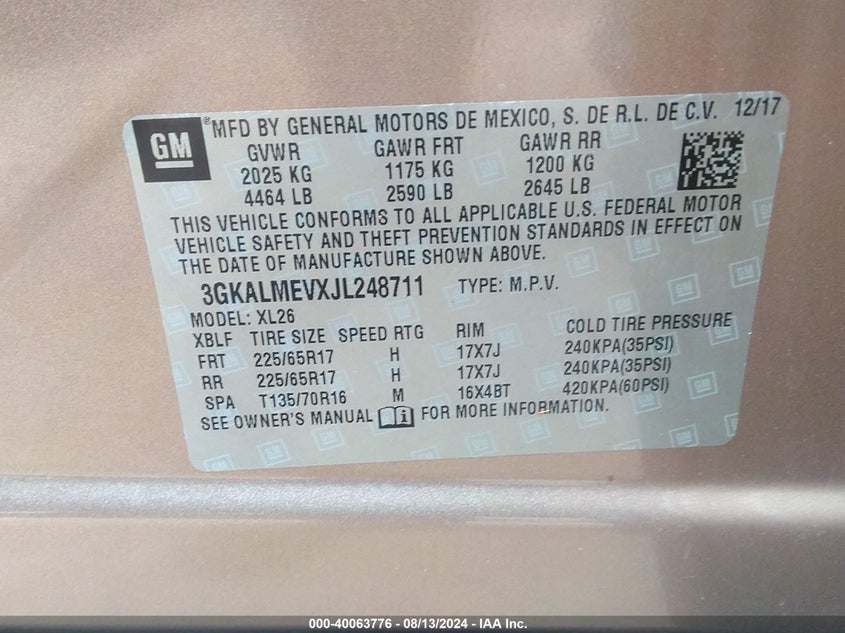 GM
®MFD BY GENERAL MOTORS DE MEXICO, S. DE R.L. DE C.V. 12/17
GVWR GAWR FRT GAWR RR
2025 KG 1175 KG 1200 KG
4464 LB 2590 LB 2645 LB
THIS VEHICLE CONFORMS TO ALL APPLICABLE U.S. FEDERAL MOTOR
VEHICLE SAFETY AND THEFT PREVENTION STANDARDS IN EFFECT ON
THE DATE OF MANUFACTURE SHOWN ABOVE.
3GKALMEVXJL248711 TYPE: M.P.V.
MODEL: XL26
XBLF TIRE SIZE SPEED RTG RIM COLD TIRE PRESSURE
FRT 225/65R17 H 17X7J 240KPA(35PSI)
RR 225/65R17 H 17X7J 240KPA(35PSI)
SPA T135/70R16 M 16X4BT 420KPA(60PSI)
SEE OWNER'S MANUAL FOR MORE INFORMATION.
000-40063776 - 08/13/2024 - IAA Inc.